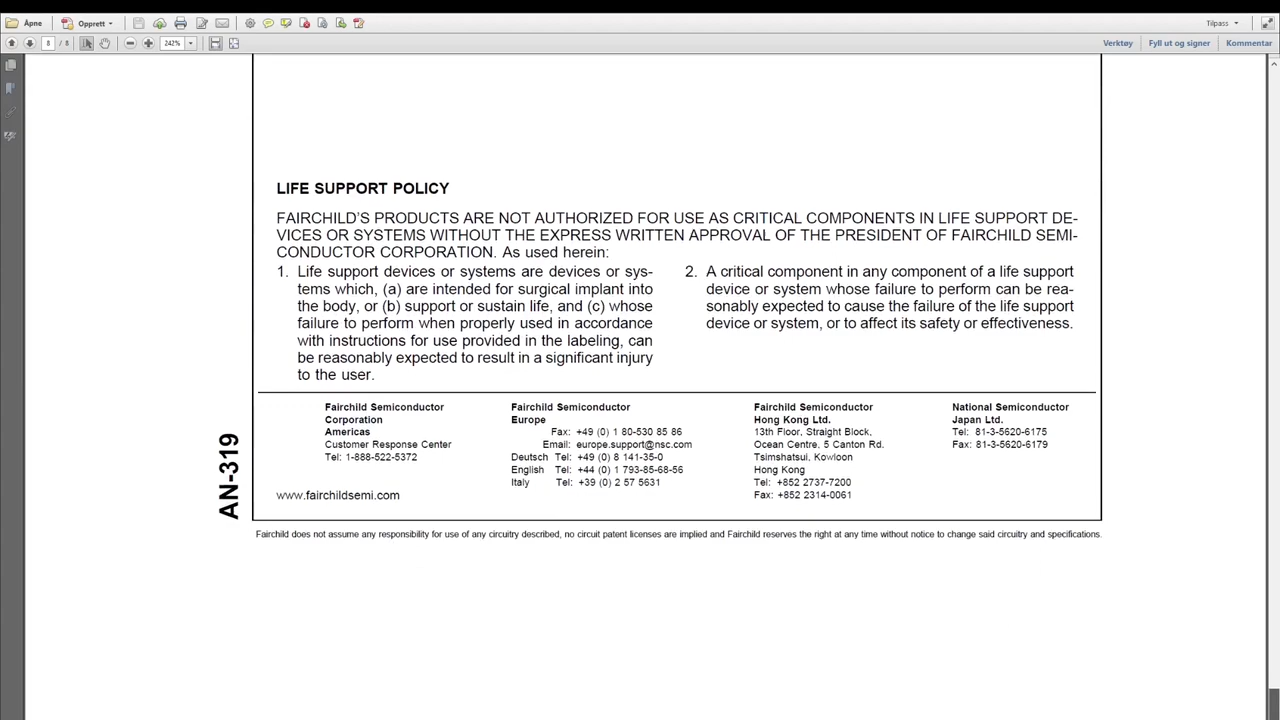 Åpne
Opprett
Tilpass
8 / 8
242%
Verktøy
Fyll ut og signer
Kommentar
LIFE SUPPORT POLICY
FAIRCHILD'S PRODUCTS ARE NOT AUTHORIZED FOR USE AS CRITICAL COMPONENTS IN LIFE SUPPORT DE-
VICES OR SYSTEMS WITHOUT THE EXPRESS WRITTEN APPROVAL OF THE PRESIDENT OF FAIRCHILD SEMI-
CONDUCTOR CORPORATION. As used herein:
1. Life support devices or systems are devices or sys-
tems which, (a) are intended for surgical implant into
the body, or (b) support or sustain life, and (c) whose
failure to perform when properly used in accordance
with instructions for use provided in the labeling, can
be reasonably expected to result in a significant injury
to the user.
2. A critical component in any component of a life support
device or system whose failure to perform can be rea-
sonably expected to cause the failure of the life support
device or system, or to affect its safety or effectiveness.
AN-319
Fairchild Semiconductor
Corporation
Americas
Customer Response Center
Tel: 1-888-522-5372
www.fairchildsemi.com
Fairchild Semiconductor
Europe
Fax: +49 (0) 1 80-530 85 86
Email: europe.support@nsc.com
Deutsch Tel: +49 (0) 8 141-35-0
English Tel: +44 (0) 1 793-85-68-56
Italy Tel: +39 (0) 2 57 5631
Fairchild Semiconductor
Hong Kong Ltd.
13th Floor, Straight Block,
Ocean Centre, 5 Canton Rd.
Tsimshatsui, Kowloon
Hong Kong
Tel: +852 2737-7200
Fax: +852 2314-0061
National Semiconductor
Japan Ltd.
Tel: 81-3-5620-6175
Fax: 81-3-5620-6179
Fairchild does not assume any responsibility for use of any circuitry described, no circuit patent licenses are implied and Fairchild reserves the right at any time without notice to change said circuitry and specifications.